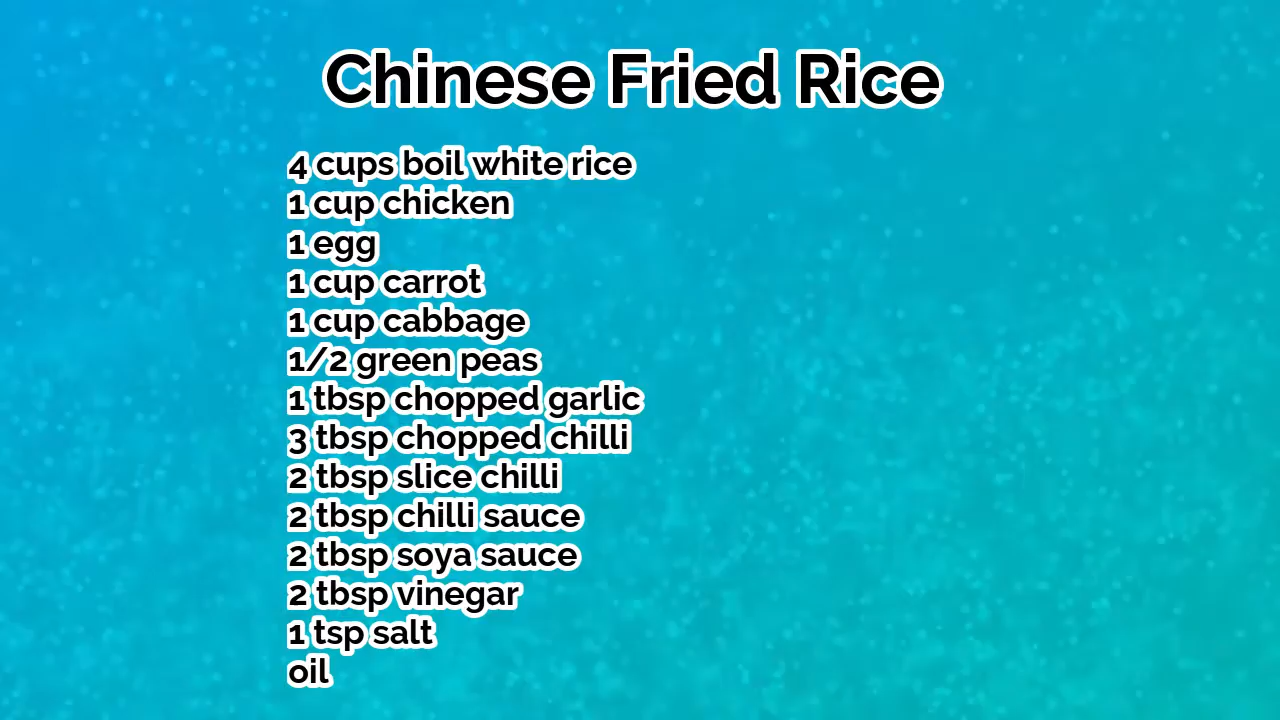 Chinese Fried Rice
4 cups boil white rice
1 cup chicken
1 egg
1 cup carrot
1 cup cabbage
1/2 green peas
1 tbsp chopped garlic
3 tbsp chopped chilli
2 tbsp slice chilli
2 tbsp chilli sauce
2 tbsp soya sauce
2 tbsp vinegar
1 tsp salt
oil